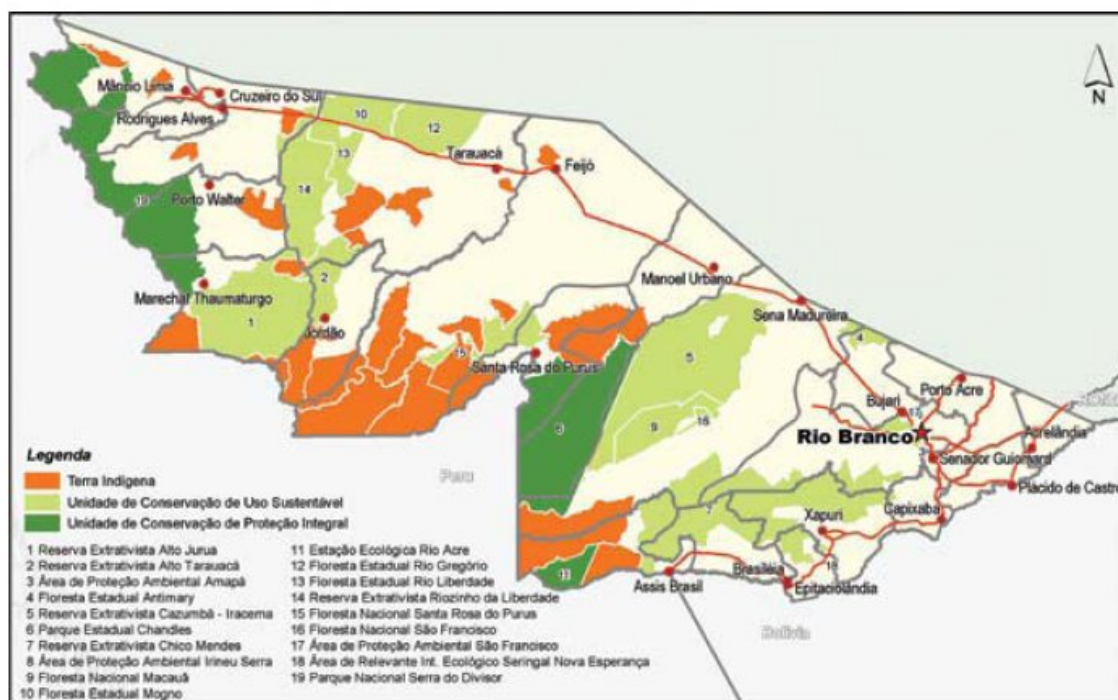 N
Mâncio Lima
Cruzeiro do Sul
Rodrigues Alves
10
12
Tarauacá
Feijó
13
14
19
Porto Walter
Manoel Urbano
2
Marechal Thaumaturgo
Sena Madureira
1
Jordão
5
4
15
Santa Rosa do Purus
Porto Acre
Bujari
17
16
Rio Branco
Acrelândia
6
9
Senador Guiomard
Peru
Plácido de Castro
Capixaba
7
Xapuri
18
11
Assis Brasil
Brasiléia
Epitaciolândia
Bolívia
Legenda
Terra Indígena
Unidade de Conservação de Uso Sustentável
Unidade de Conservação de Proteção Integral
1 Reserva Extrativista Alto Jurua
2 Reserva Extrativista Alto Tarauacá
3 Área de Proteção Ambiental Amapá
4 Floresta Estadual Antimary
5 Reserva Extrativista Cazumbá - Iracema
6 Parque Estadual Chandles
7 Reserva Extrativista Chico Mendes
8 Área de Proteção Ambiental Irineu Serra
9 Floresta Nacional Macauã
10 Floresta Estadual Mogno
11 Estação Ecológica Rio Acre
12 Floresta Estadual Rio Gregório
13 Floresta Estadual Rio Liberdade
14 Reserva Extrativista Riozinho da Liberdade
15 Floresta Nacional Santa Rosa do Purus
16 Floresta Nacional São Francisco
17 Área de Proteção Ambiental São Francisco
18 Área de Relevante Int. Ecológico Seringal Nova Esperança
19 Parque Nacional Serra do Divisor